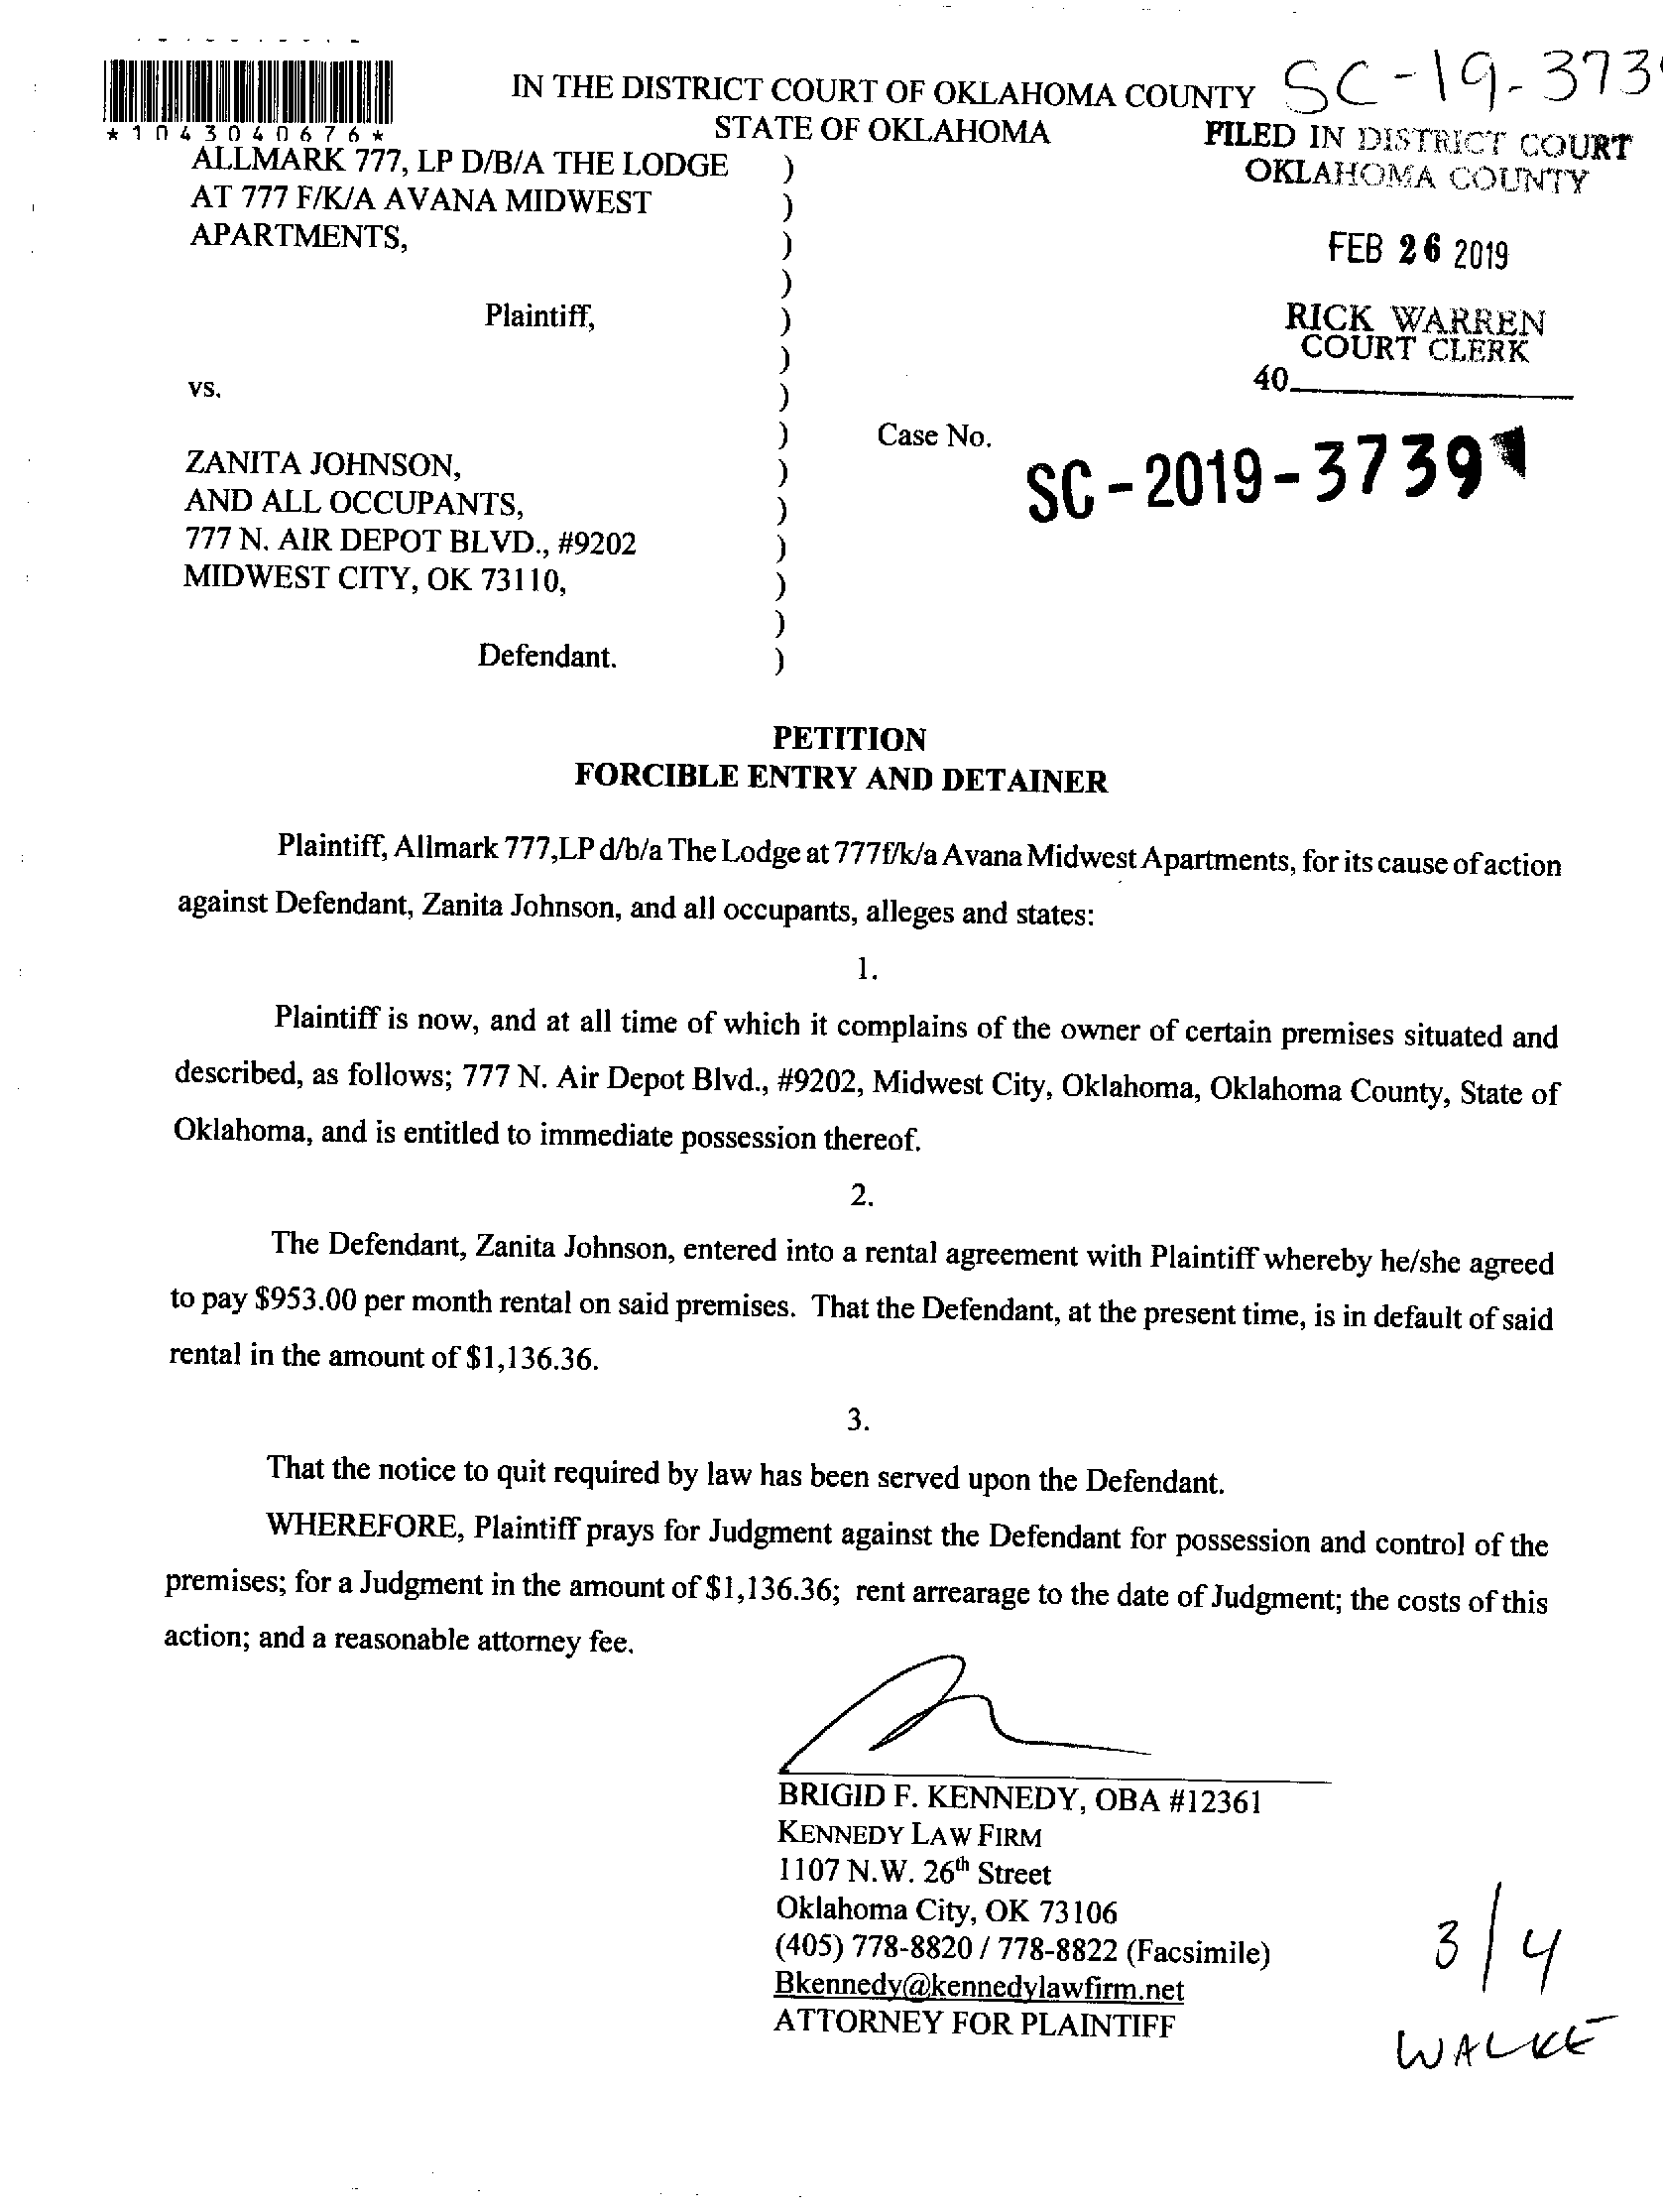 IN THE DISTRICT COURT OF OKLAHOMA COUNTY
STATE OF OKLAHOMA
SC-19-373
*1043040676*
FILED IN DISTRICT COURT
OKLAHOMA COUNTY
FEB 26 2019
RICK WARREN
COURT CLERK
40
ALLMARK 777, LP D/B/A THE LODGE )
AT 777 F/K/A AVANA MIDWEST )
APARTMENTS, )
)
Plaintiff, )
)
vs. )
) Case No.
SC-2019-3739
ZANITA JOHNSON, )
AND ALL OCCUPANTS, )
777 N. AIR DEPOT BLVD., #9202 )
MIDWEST CITY, OK 73110, )
)
Defendant. )
PETITION
FORCIBLE ENTRY AND DETAINER
Plaintiff, Allmark 777,LP d/b/a The Lodge at 777f/k/a Avana Midwest Apartments, for its cause of action
against Defendant, Zanita Johnson, and all occupants, alleges and states:
1.
Plaintiff is now, and at all time of which it complains of the owner of certain premises situated and
described, as follows; 777 N. Air Depot Blvd., #9202, Midwest City, Oklahoma, Oklahoma County, State of
Oklahoma, and is entitled to immediate possession thereof.
2.
The Defendant, Zanita Johnson, entered into a rental agreement with Plaintiff whereby he/she agreed
to pay $953.00 per month rental on said premises. That the Defendant, at the present time, is in default of said
rental in the amount of $1,136.36.
3.
That the notice to quit required by law has been served upon the Defendant.
WHEREFORE, Plaintiff prays for Judgment against the Defendant for possession and control of the
premises; for a Judgment in the amount of $1,136.36; rent arrearage to the date of Judgment; the costs of this
action; and a reasonable attorney fee.
BRIGID F. KENNEDY, OBA #12361
KENNEDY LAW FIRM
1107 N.W. 26th Street
Oklahoma City, OK 73106
(405) 778-8820 / 778-8822 (Facsimile)
Bkennedy@kennedylawfirm.net
ATTORNEY FOR PLAINTIFF
3/4
WALKE